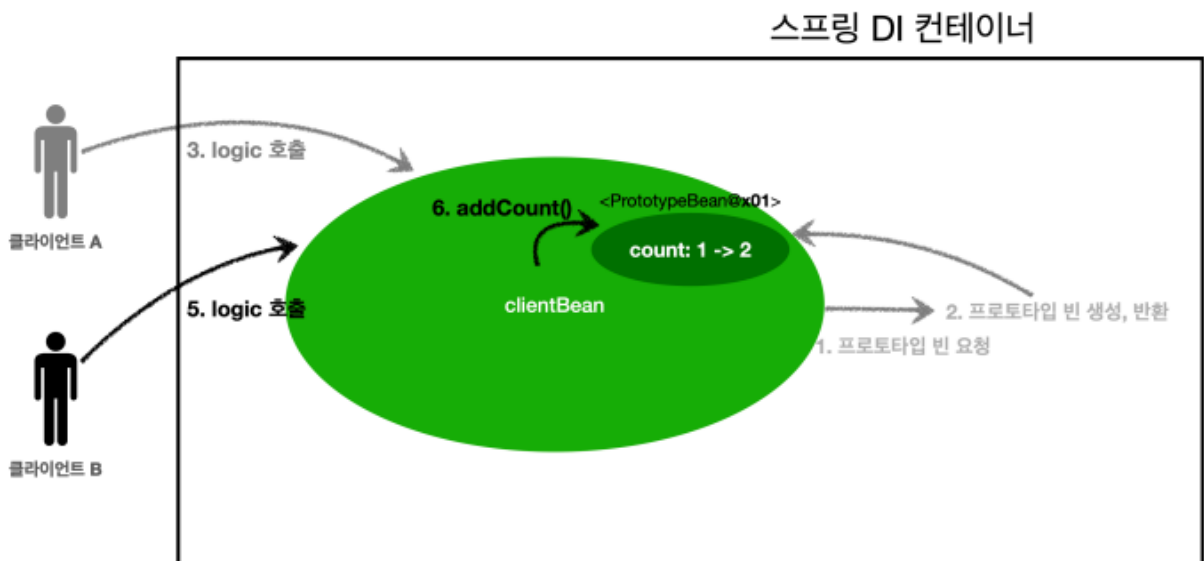 스프링 DI 컨테이너
3. logic 호출
클라이언트 A
6. addCount()
<PrototypeBean@x01>
count: 1 -> 2
5. logic 호출
clientBean
2. 프로토타입 빈 생성, 반환
1. 프로토타입 빈 요청
클라이언트 B